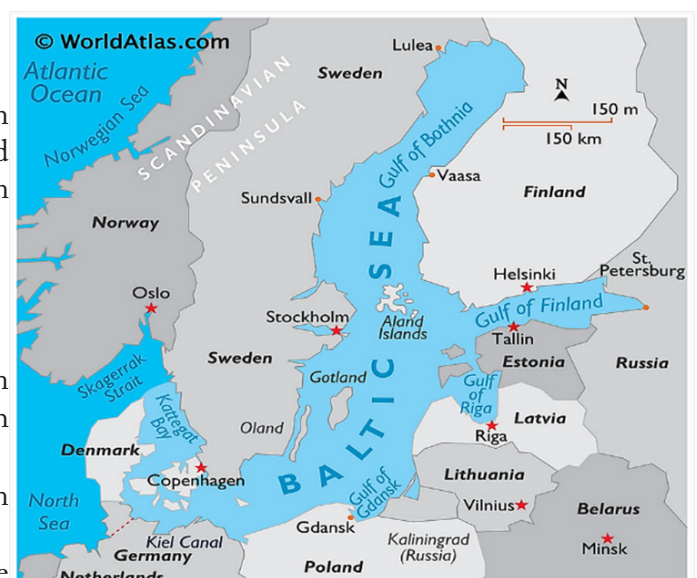 © WorldAtlas.com
Atlantic
Ocean
Norwegian Sea
SCANDINAVIAN
PENINSULA
Sweden
Lulea
Gulf of Bothnia
N
150 m
150 km
Vaasa
Finland
Sundsvall
Norway
BALTIC SEA
Oslo
Stockholm
Aland
Islands
Helsinki
St.
Petersburg
Gulf of Finland
Tallin
Estonia
Russia
Sweden
Gotland
Oland
Skagerrak
Strait
Kattegat
Bay
Gulf
of
Riga
Latvia
Riga
Denmark
Copenhagen
Lithuania
Vilnius
Belarus
Minsk
North
Sea
Kiel Canal
Germany
Netherlands
Gdansk
Gulf of
Gdansk
Poland
Kaliningrad
(Russia)